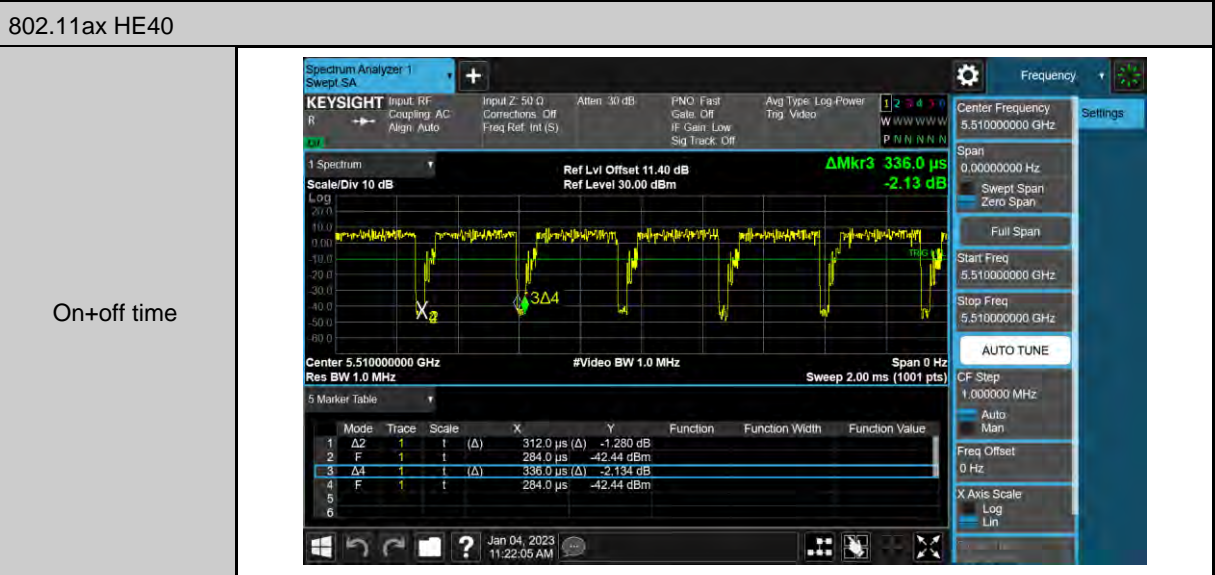 802.11ax HE40
On+off time
Spectrum Analyzer 1
Swept SA
Frequency
KEYSIGHT
R
Input: RF
Coupling: AC
Align: Auto
Input Z: 50 Ω
Corrections: Off
Freq Ref: Int (S)
Atten: 30 dB
PNO: Fast
Gate: Off
IF Gain: Low
Sig Track: Off
Avg Type: Log-Power
Trig: Video
1 2 3 4 5 6
W W W W W W
P N N N N N
1 Spectrum
Scale/Div 10 dB
Ref Lvl Offset 11.40 dB
Ref Level 30.00 dBm
ΔMkr3 336.0 µs
-2.13 dB
Log
20.0
10.0
0.00
-10.0
-20.0
-30.0
-40.0
-50.0
-60.0
3Δ4
Center 5.510000000 GHz
Res BW 1.0 MHz
#Video BW 1.0 MHz
Span 0 Hz
Sweep 2.00 ms (1001 pts)
5 Marker Table
Mode Trace Scale X Y Function Function Width Function Value
1 Δ2 1 t (Δ) 312.0 µs (Δ) -1.280 dB
2 F 1 t 284.0 µs -42.44 dBm
3 Δ4 1 t (Δ) 336.0 µs (Δ) -2.134 dB
4 F 1 t 284.0 µs -42.44 dBm
5
6
?
Jan 04, 2023
11:22:05 AM
Center Frequency
5.510000000 GHz
Settings
Span
0.00000000 Hz
Swept Span
Zero Span
Full Span
Start Freq
5.510000000 GHz
Stop Freq
5.510000000 GHz
AUTO TUNE
CF Step
1.000000 MHz
Auto
Man
Freq Offset
0 Hz
X Axis Scale
Log
Lin